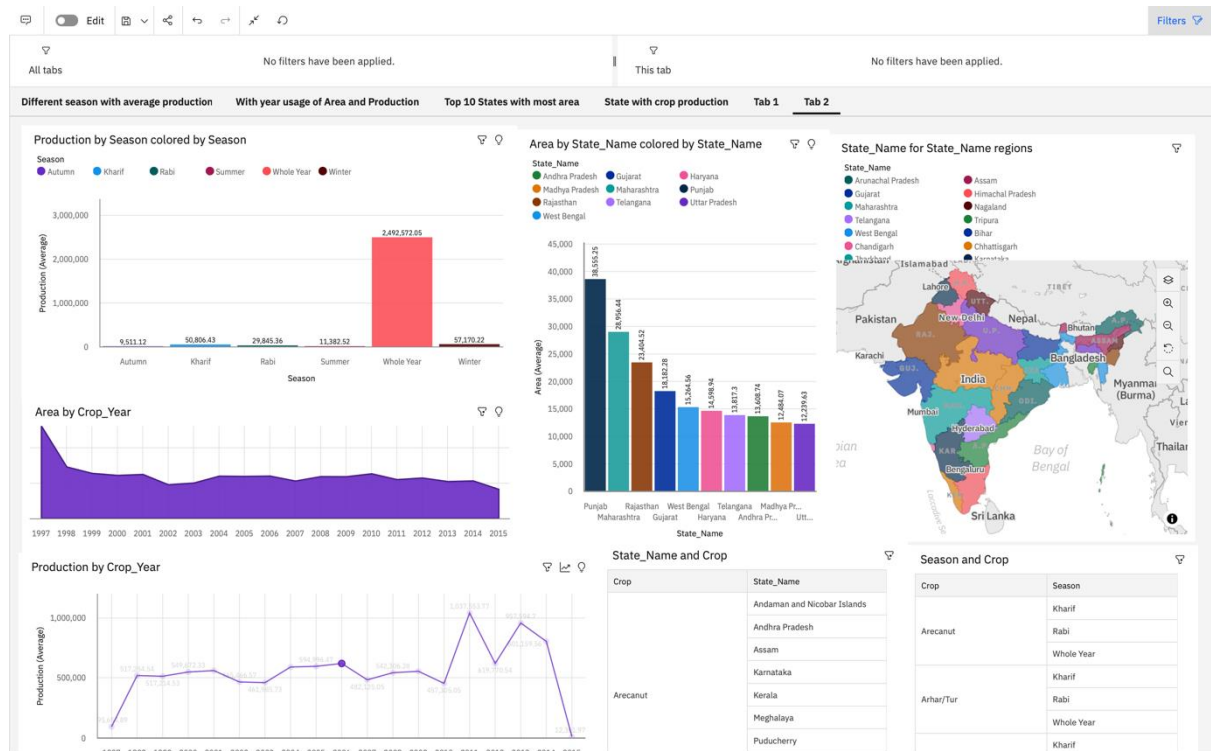 Edit
Filters
All tabs
No filters have been applied.
This tab
No filters have been applied.
Different season with average production
With year usage of Area and Production
Top 10 States with most area
State with crop production
Tab 1
Tab 2
Production by Season colored by Season
Season
Autumn Kharif Rabi Summer Whole Year Winter
Production (Average)
3,000,000
2,000,000
1,000,000
0
9,511.12
50,806.43
29,845.36
11,382.52
2,492,572.05
57,170.22
Autumn Kharif Rabi Summer Whole Year Winter
Season
Area by State_Name colored by State_Name
State_Name
Andhra Pradesh Gujarat Haryana
Madhya Pradesh Maharashtra Punjab
Rajasthan Telangana Uttar Pradesh
West Bengal
Area (Average)
45,000
40,000
35,000
30,000
25,000
20,000
15,000
10,000
5,000
0
38,555.25
28,956.44
23,404.52
18,182.28
15,264.56
14,598.94
13,817.3
13,608.74
12,484.07
12,239.63
Punjab Rajasthan West Bengal Telangana Madhya Pr...
Maharashtra Gujarat Haryana Andhra Pr... Utt...
State_Name
State_Name for State_Name regions
State_Name
Arunachal Pradesh Assam
Gujarat Himachal Pradesh
Maharashtra Nagaland
Telangana Tripura
West Bengal Bihar
Chandigarh Chhattisgarh
Jharkhand Karnataka
Islamabad
Lahore
TIBET
UTT.
Pakistan
New Delhi
Nepal
Bhutan
A.P.
RAJ.
U.P.
ASSAM
Karachi
Bangladesh
GUJ.
India
Myanmar
(Burma)
Mumbai
ODI.
Hyderabad
KAR.
Bengaluru
Bay of
Bengal
Sri Lanka
Area by Crop_Year
1997 1998 1999 2000 2001 2002 2003 2004 2005 2006 2007 2008 2009 2010 2011 2012 2013 2014 2015
Production by Crop_Year
Production (Average)
1,000,000
500,000
0
State_Name and Crop
Crop State_Name
Arecanut
Andaman and Nicobar Islands
Andhra Pradesh
Assam
Karnataka
Kerala
Meghalaya
Puducherry
Season and Crop
Crop Season
Arecanut
Kharif
Rabi
Whole Year
Arhar/Tur
Kharif
Rabi
Whole Year
Kharif